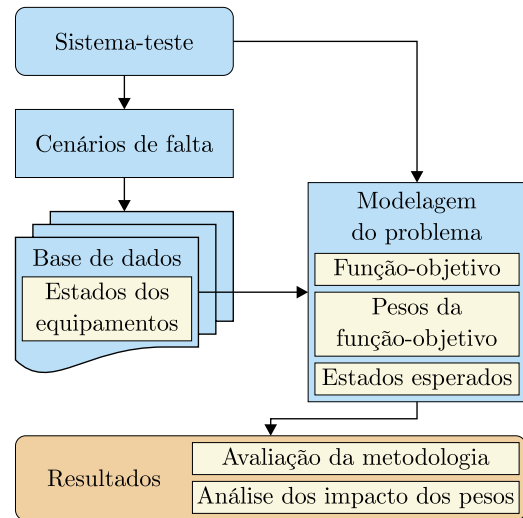 Sistema-teste
Cenários de falta
Base de dados
Estados dos
equipamentos
Modelagem
do problema
Função-objetivo
Pesos da
função-objetivo
Estados esperados
Resultados
Avaliação da metodologia
Análise dos impacto dos pesos